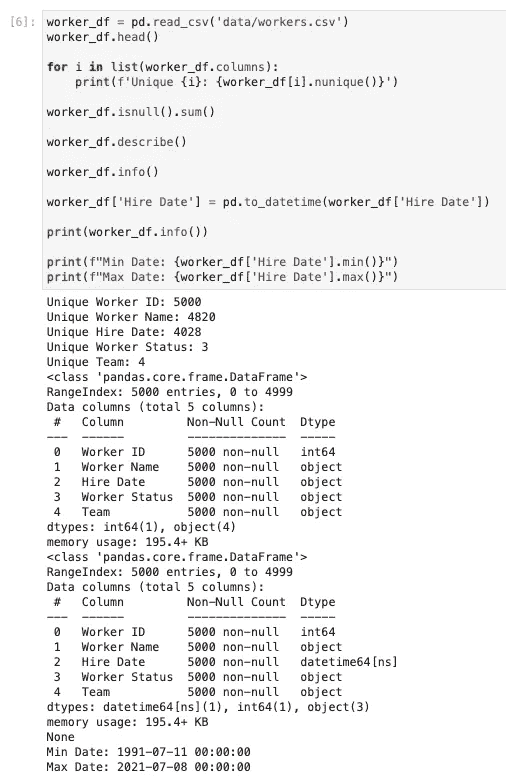 [6]: worker_df = pd.read_csv('data/workers.csv')
worker_df.head()
for i in list(worker_df.columns):
    print(f'Unique {i}: {worker_df[i].nunique()}')
worker_df.isnull().sum()
worker_df.describe()
worker_df.info()
worker_df['Hire Date'] = pd.to_datetime(worker_df['Hire Date'])
print(worker_df.info())
print(f"Min Date: {worker_df['Hire Date'].min()}")
print(f"Max Date: {worker_df['Hire Date'].max()}")
Unique Worker ID: 5000
Unique Worker Name: 4820
Unique Hire Date: 4028
Unique Worker Status: 3
Unique Team: 4
<class 'pandas.core.frame.DataFrame'>
RangeIndex: 5000 entries, 0 to 4999
Data columns (total 5 columns):
 #   Column         Non-Null Count  Dtype
---  ------         --------------  -----
 0   Worker ID      5000 non-null   int64
 1   Worker Name    5000 non-null   object
 2   Hire Date      5000 non-null   object
 3   Worker Status  5000 non-null   object
 4   Team           5000 non-null   object
dtypes: int64(1), object(4)
memory usage: 195.4+ KB
<class 'pandas.core.frame.DataFrame'>
RangeIndex: 5000 entries, 0 to 4999
Data columns (total 5 columns):
 #   Column         Non-Null Count  Dtype
---  ------         --------------  -----
 0   Worker ID      5000 non-null   int64
 1   Worker Name    5000 non-null   object
 2   Hire Date      5000 non-null   datetime64[ns]
 3   Worker Status  5000 non-null   object
 4   Team           5000 non-null   object
dtypes: datetime64[ns](1), int64(1), object(3)
memory usage: 195.4+ KB
None
Min Date: 1991-07-11 00:00:00
Max Date: 2021-07-08 00:00:00